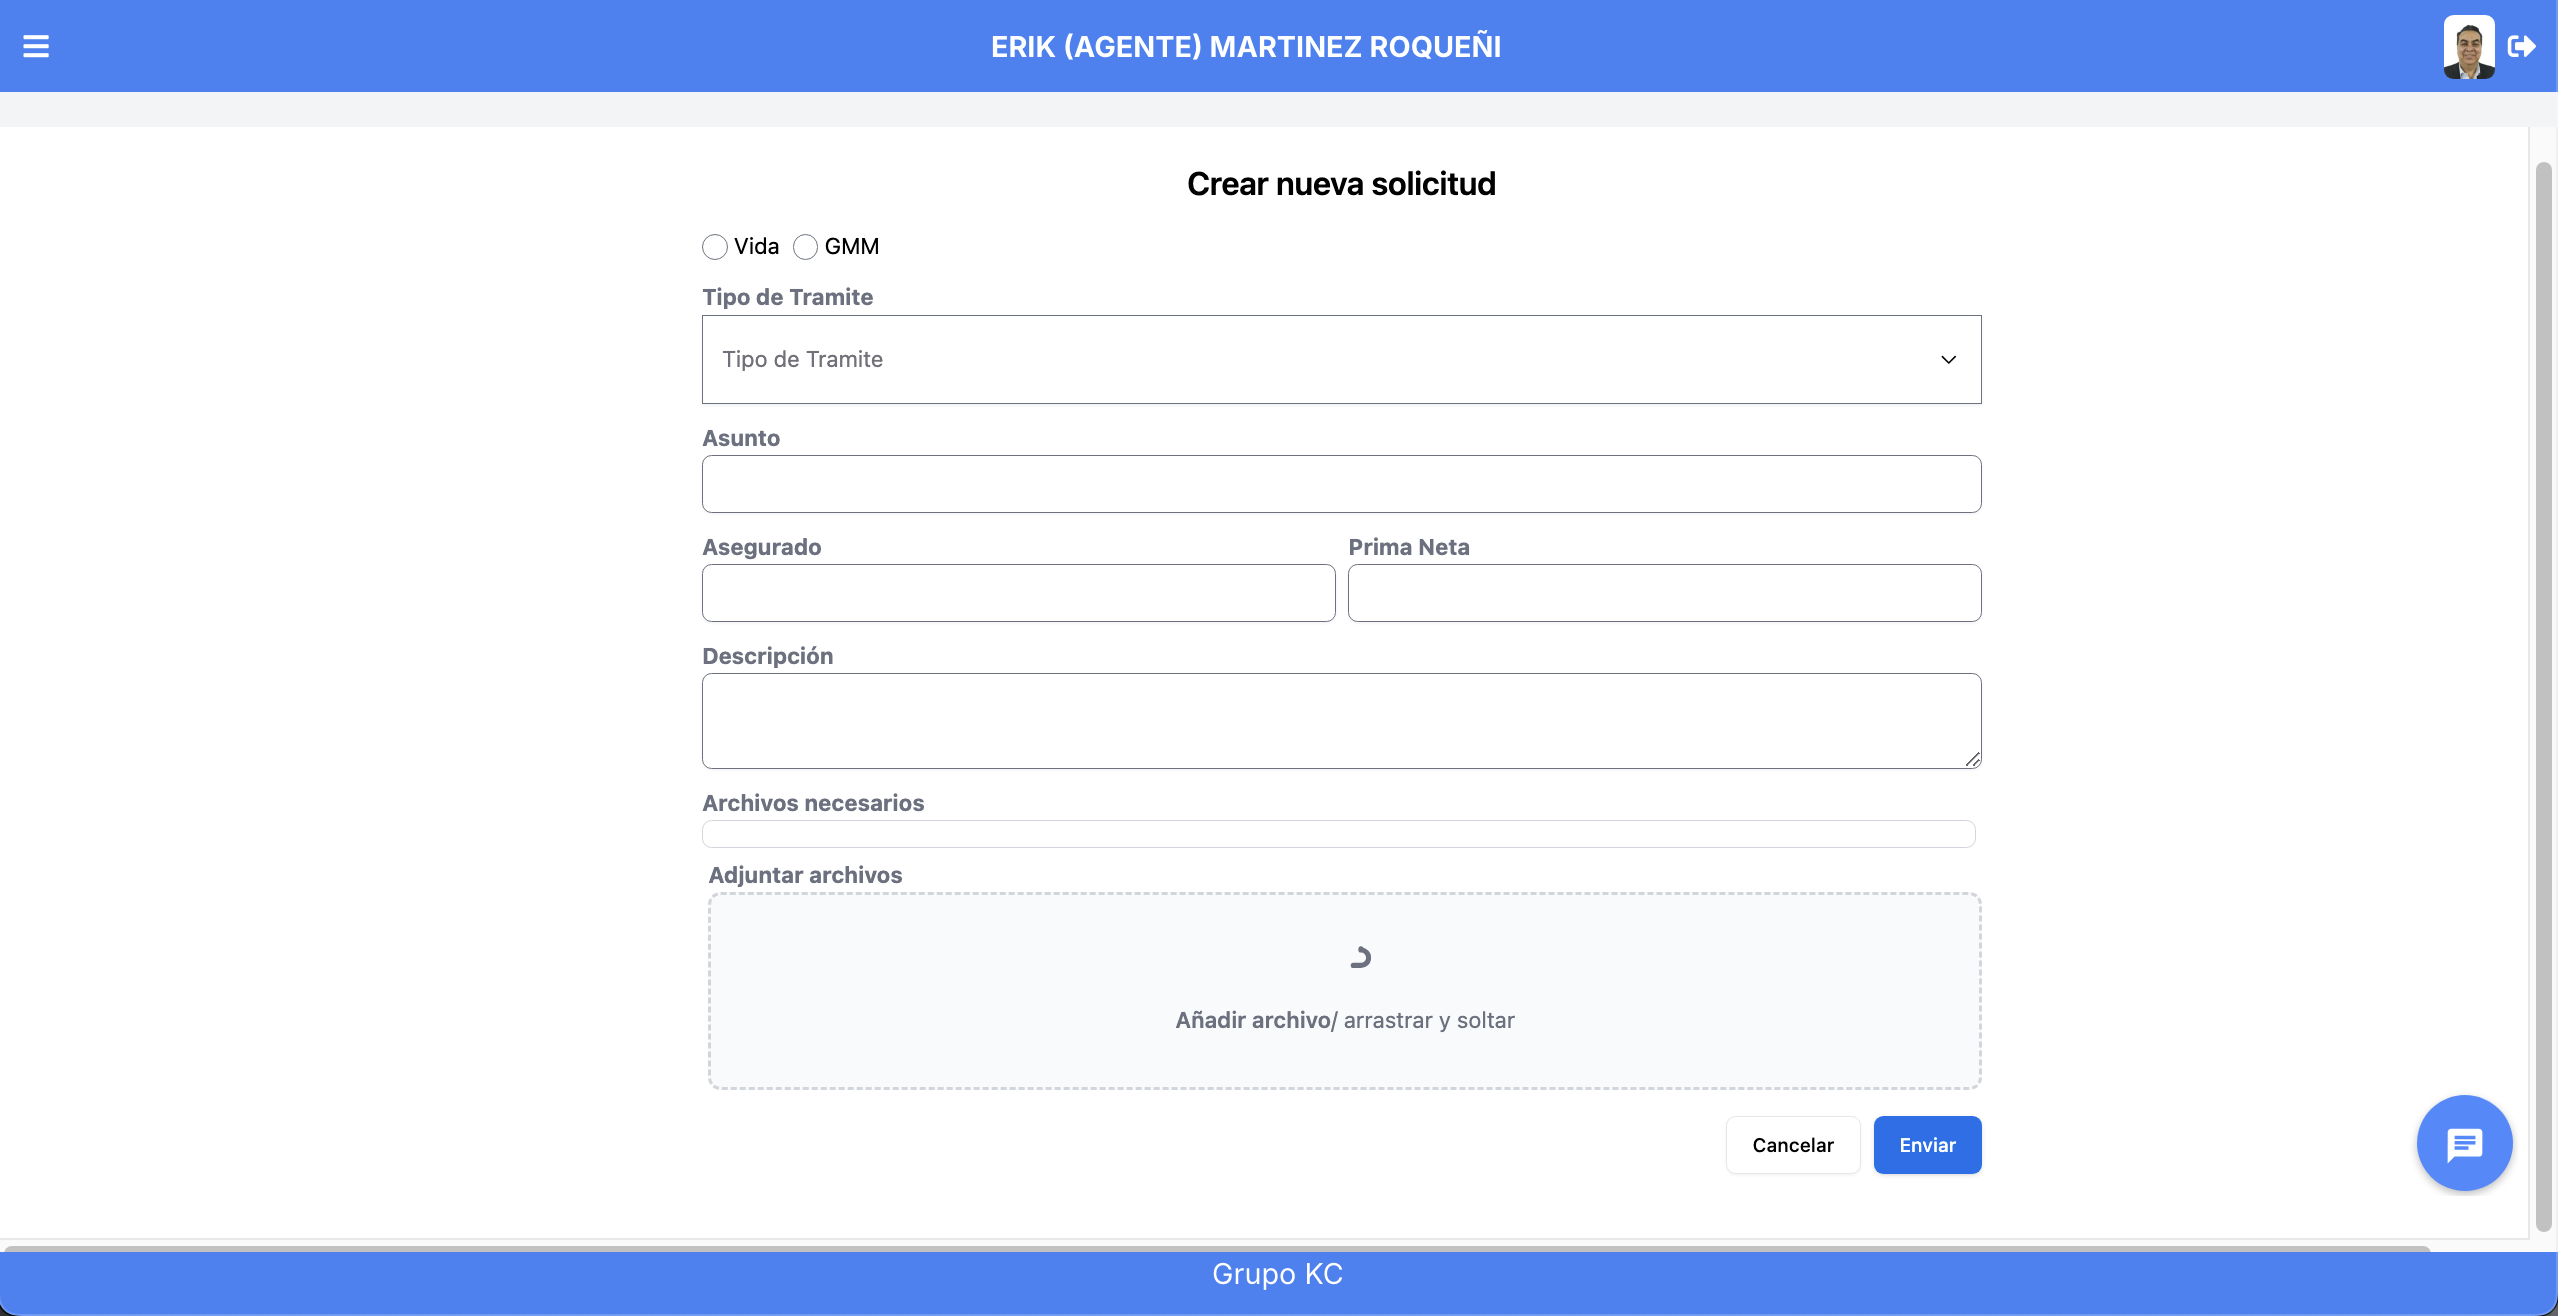 ERIK (AGENTE) MARTINEZ ROQUEÑI
Crear nueva solicitud
Vida GMM
Tipo de Tramite
Tipo de Tramite
Asunto
Asegurado Prima Neta
Descripción
Archivos necesarios
Adjuntar archivos
Añadir archivo/ arrastrar y soltar
Cancelar Enviar
Grupo KC